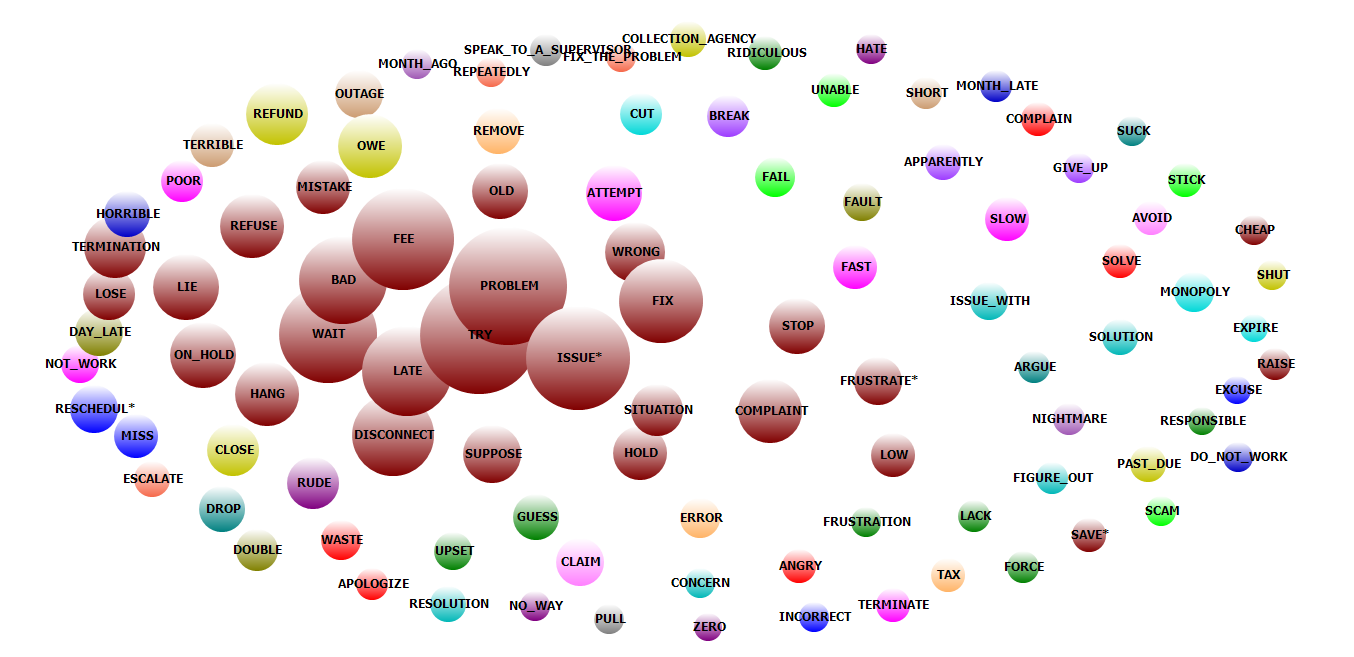 COLLECTION_AGENCY
SPEAK_TO_A_SUPERVISOR
HATE
RIDICULOUS
FIX_THE_PROBLEM
MONTH_AGO
REPEATEDLY
MONTH_LATE
UNABLE
OUTAGE
SHORT
REFUND
CUT
BREAK
COMPLAIN
REMOVE
SUCK
TERRIBLE
OWE
APPARENTLY
GIVE_UP
FAIL
POOR
STICK
MISTAKE
OLD
ATTEMPT
FAULT
HORRIBLE
AVOID
SLOW
REFUSE
CHEAP
FEE
TERMINATION
WRONG
SOLVE
FAST
SHUT
BAD
LIE
PROBLEM
MONOPOLY
LOSE
FIX
ISSUE_WITH
STOP
EXPIRE
DAY_LATE
WAIT
TRY
SOLUTION
ON_HOLD
ISSUE*
NOT_WORK
RAISE
ARGUE
LATE
FRUSTRATE*
EXCUSE
HANG
RESCHEDUL*
SITUATION
COMPLAINT
NIGHTMARE
RESPONSIBLE
MISS
DISCONNECT
CLOSE
SUPPOSE
HOLD
LOW
DO_NOT_WORK
PAST_DUE
ESCALATE
FIGURE_OUT
RUDE
DROP
SCAM
GUESS
ERROR
LACK
FRUSTRATION
SAVE*
WASTE
DOUBLE
UPSET
CLAIM
ANGRY
FORCE
TAX
APOLOGIZE
CONCERN
RESOLUTION
NO_WAY
TERMINATE
PULL
INCORRECT
ZERO